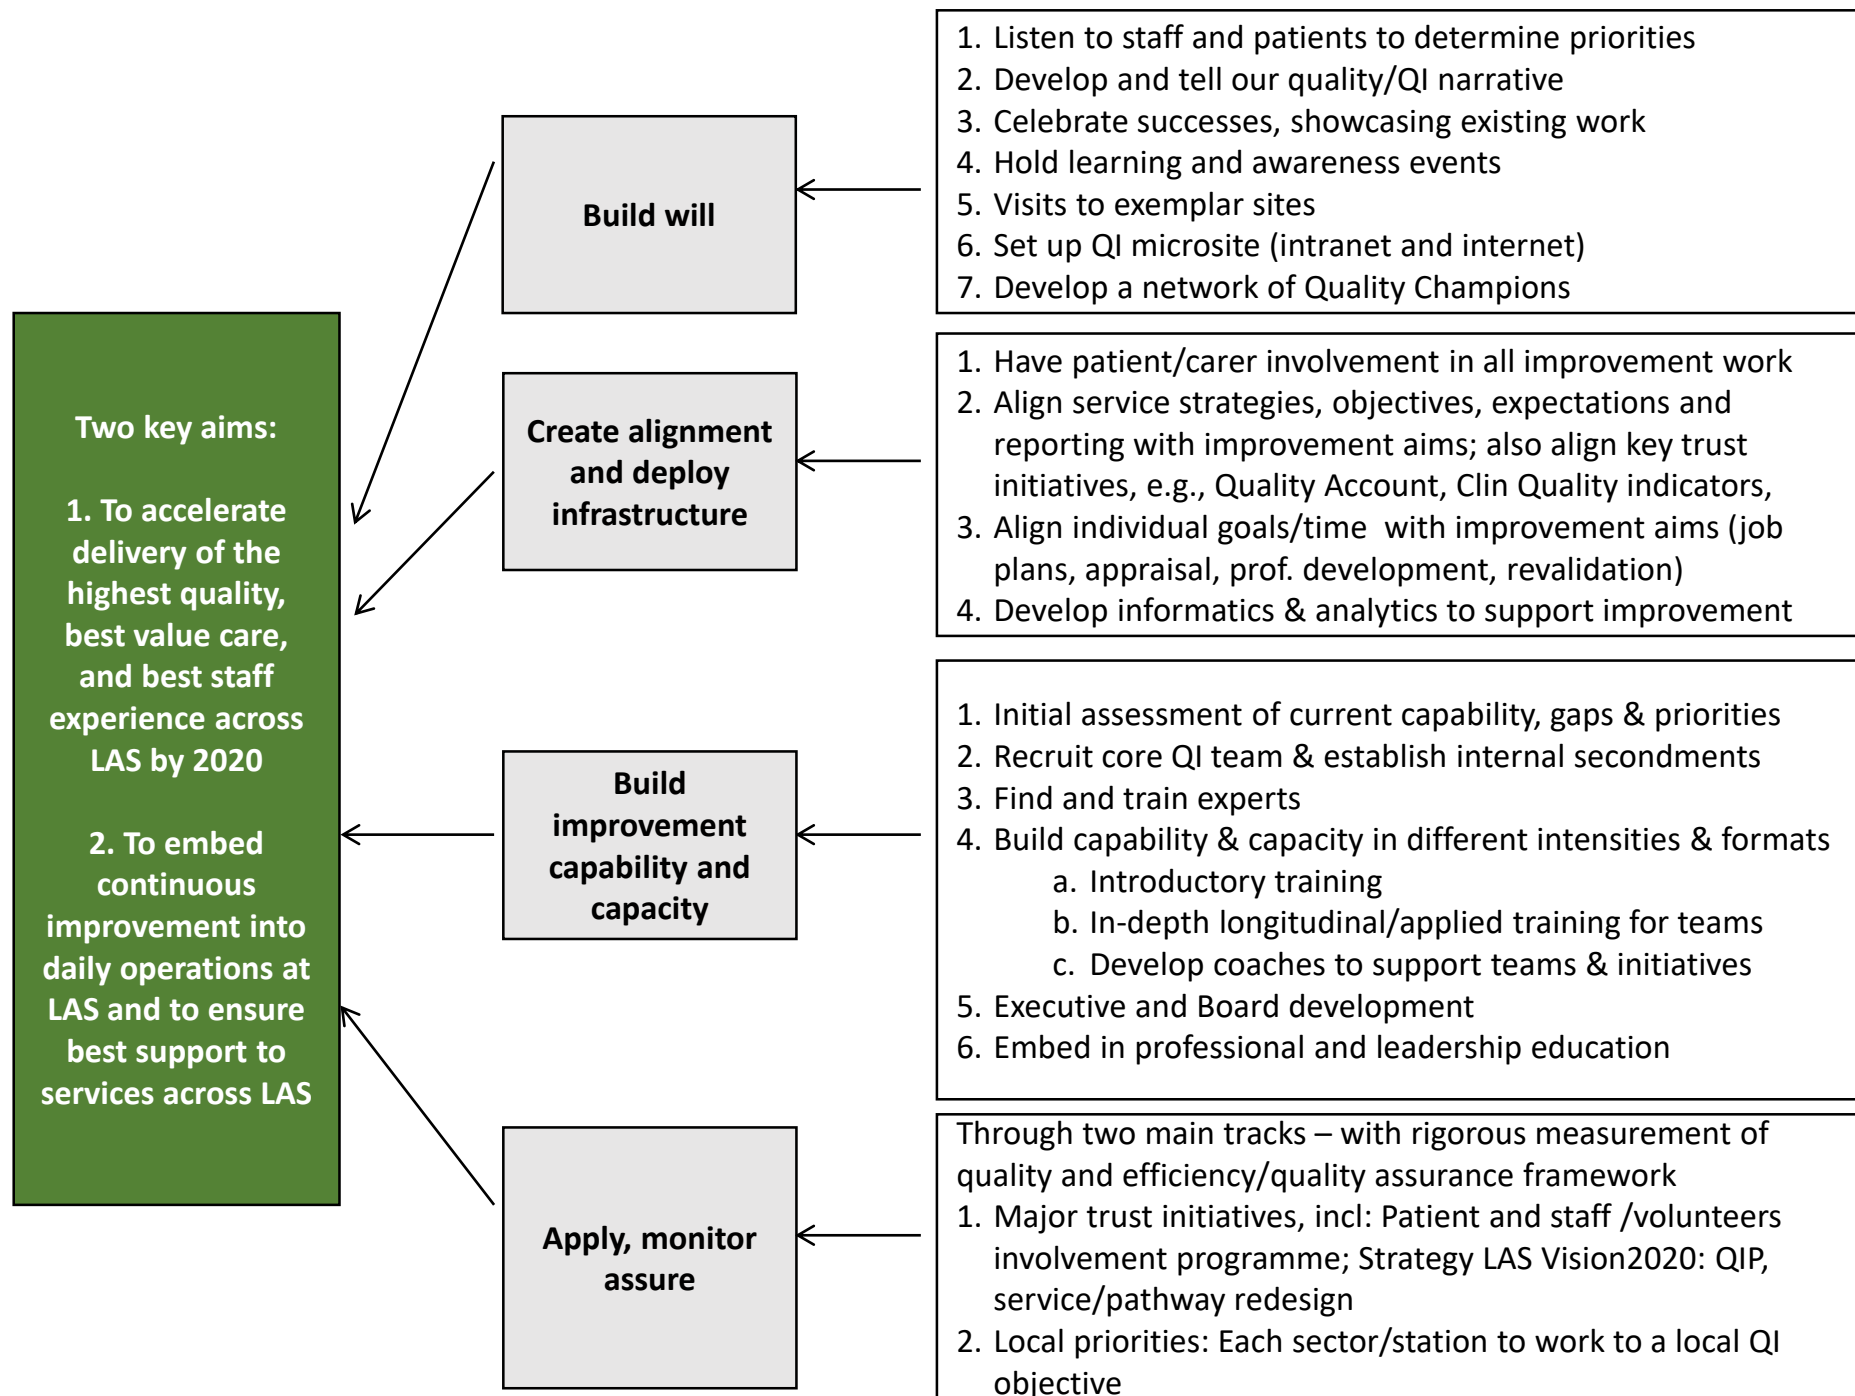 Two key aims:
1. To accelerate
delivery of the
highest quality,
best value care,
and best staff
experience across
LAS by 2020
2. To embed
continuous
improvement into
daily operations at
LAS and to ensure
best support to
services across LAS
Build will
1. Listen to staff and patients to determine priorities
2. Develop and tell our quality/QI narrative
3. Celebrate successes, showcasing existing work
4. Hold learning and awareness events
5. Visits to exemplar sites
6. Set up QI microsite (intranet and internet)
7. Develop a network of Quality Champions
Create alignment
and deploy
infrastructure
1. Have patient/carer involvement in all improvement work
2. Align service strategies, objectives, expectations and
reporting with improvement aims; also align key trust
initiatives, e.g., Quality Account, Clin Quality indicators,
3. Align individual goals/time with improvement aims (job
plans, appraisal, prof. development, revalidation)
4. Develop informatics & analytics to support improvement
Build
improvement
capability and
capacity
1. Initial assessment of current capability, gaps & priorities
2. Recruit core QI team & establish internal secondments
3. Find and train experts
4. Build capability & capacity in different intensities & formats
a. Introductory training
b. In-depth longitudinal/applied training for teams
c. Develop coaches to support teams & initiatives
5. Executive and Board development
6. Embed in professional and leadership education
Apply, monitor
assure
Through two main tracks – with rigorous measurement of
quality and efficiency/quality assurance framework
1. Major trust initiatives, incl: Patient and staff /volunteers
involvement programme; Strategy LAS Vision2020: QIP,
service/pathway redesign
2. Local priorities: Each sector/station to work to a local QI
objective